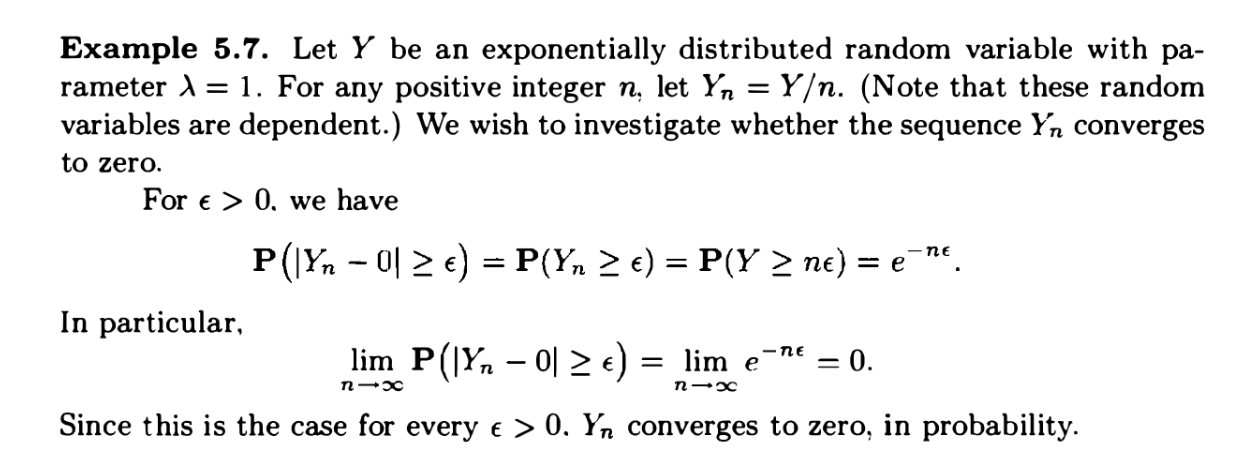 Example 5.7. Let Y be an exponentially distributed random variable with pa-
rameter λ = 1. For any positive integer n, let Yₙ = Y/n. (Note that these random
variables are dependent.) We wish to investigate whether the sequence Yₙ converges
to zero.
For ϵ > 0, we have
P(|Yₙ − 0| ≥ ϵ) = P(Yₙ ≥ ϵ) = P(Y ≥ nϵ) = e^{−nϵ}.
In particular,
lim_{n→∞} P(|Yₙ − 0| ≥ ϵ) = lim_{n→∞} e^{−nϵ} = 0.
Since this is the case for every ϵ > 0. Yₙ converges to zero, in probability.